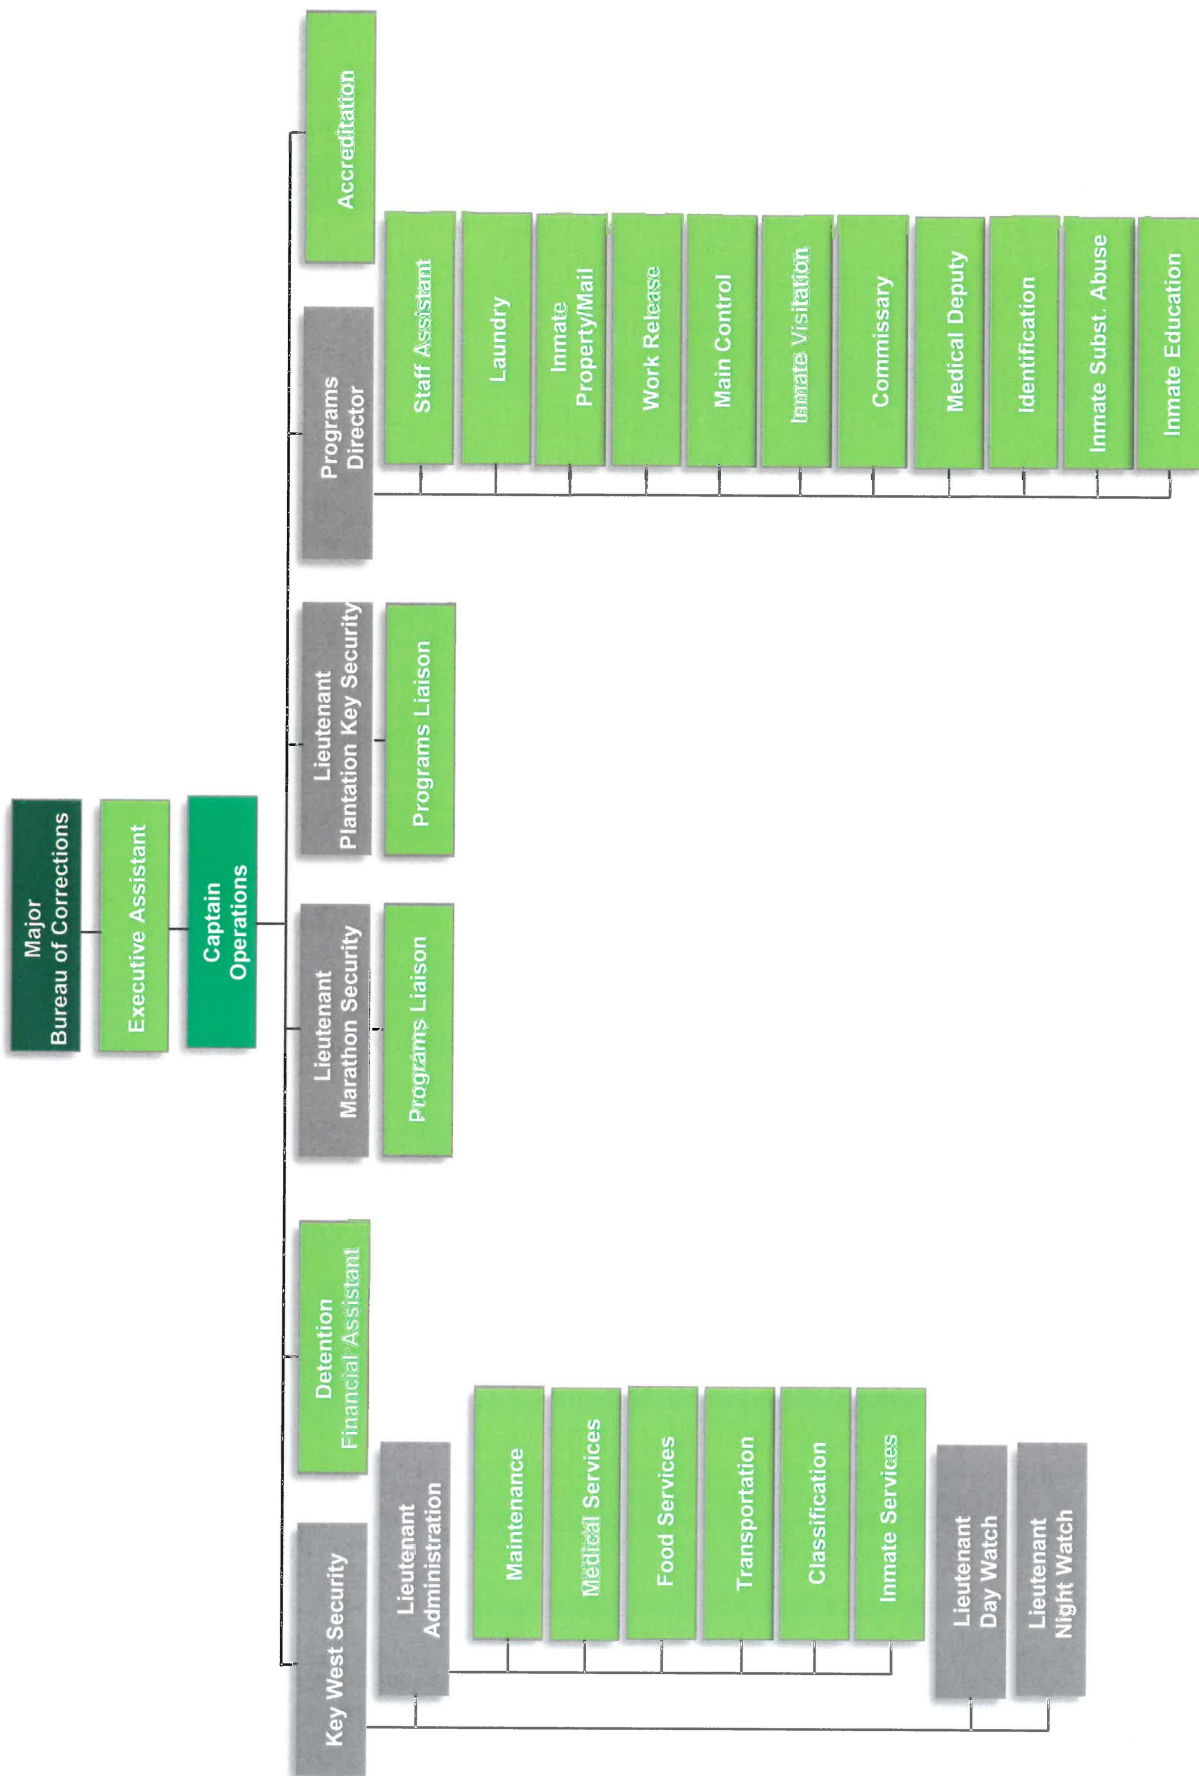 Major
Bureau of Corrections
Executive Assistant
Captain
Operations
Key West Security
Lieutenant
Administration
Maintenance
Medical Services
Food Services
Transportation
Classification
Inmate Services
Lieutenant
Day Watch
Lieutenant
Night Watch
Detention
Financial Assistant
Lieutenant
Marathon Security
Programs Liaison
Lieutenant
Plantation Key Security
Programs Liaison
Programs
Director
Staff Assistant
Laundry
Inmate
Property/Mail
Work Release
Main Control
Inmate Visitation
Commissary
Medical Deputy
Identification
Inmate Subst. Abuse
Inmate Education
Accreditation